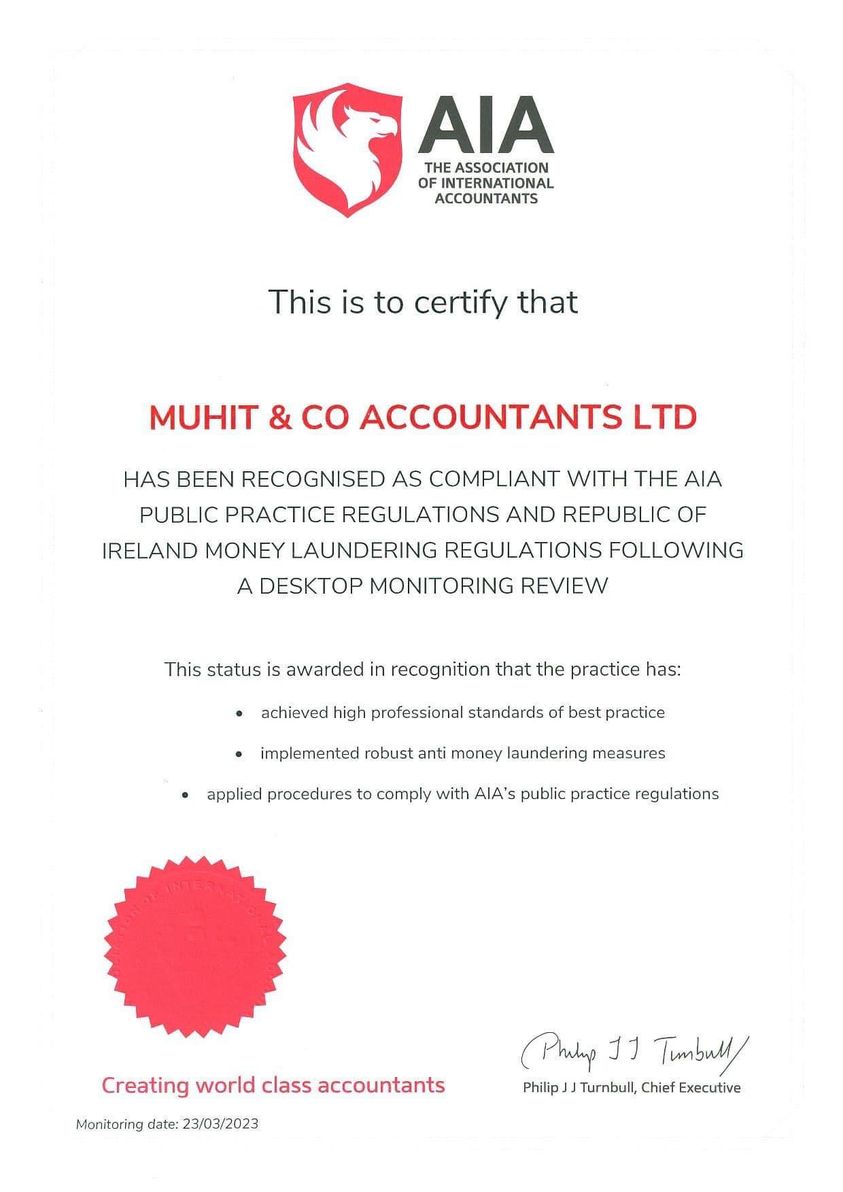 AIA
THE ASSOCIATION
OF INTERNATIONAL
ACCOUNTANTS
This is to certify that
MUHIT & CO ACCOUNTANTS LTD
HAS BEEN RECOGNISED AS COMPLIANT WITH THE AIA
PUBLIC PRACTICE REGULATIONS AND REPUBLIC OF
IRELAND MONEY LAUNDERING REGULATIONS FOLLOWING
A DESKTOP MONITORING REVIEW
This status is awarded in recognition that the practice has:
• achieved high professional standards of best practice
• implemented robust anti money laundering measures
• applied procedures to comply with AIA's public practice regulations
Philip J J Turnbull
Creating world class accountants
Philip J J Turnbull, Chief Executive
Monitoring date: 23/03/2023